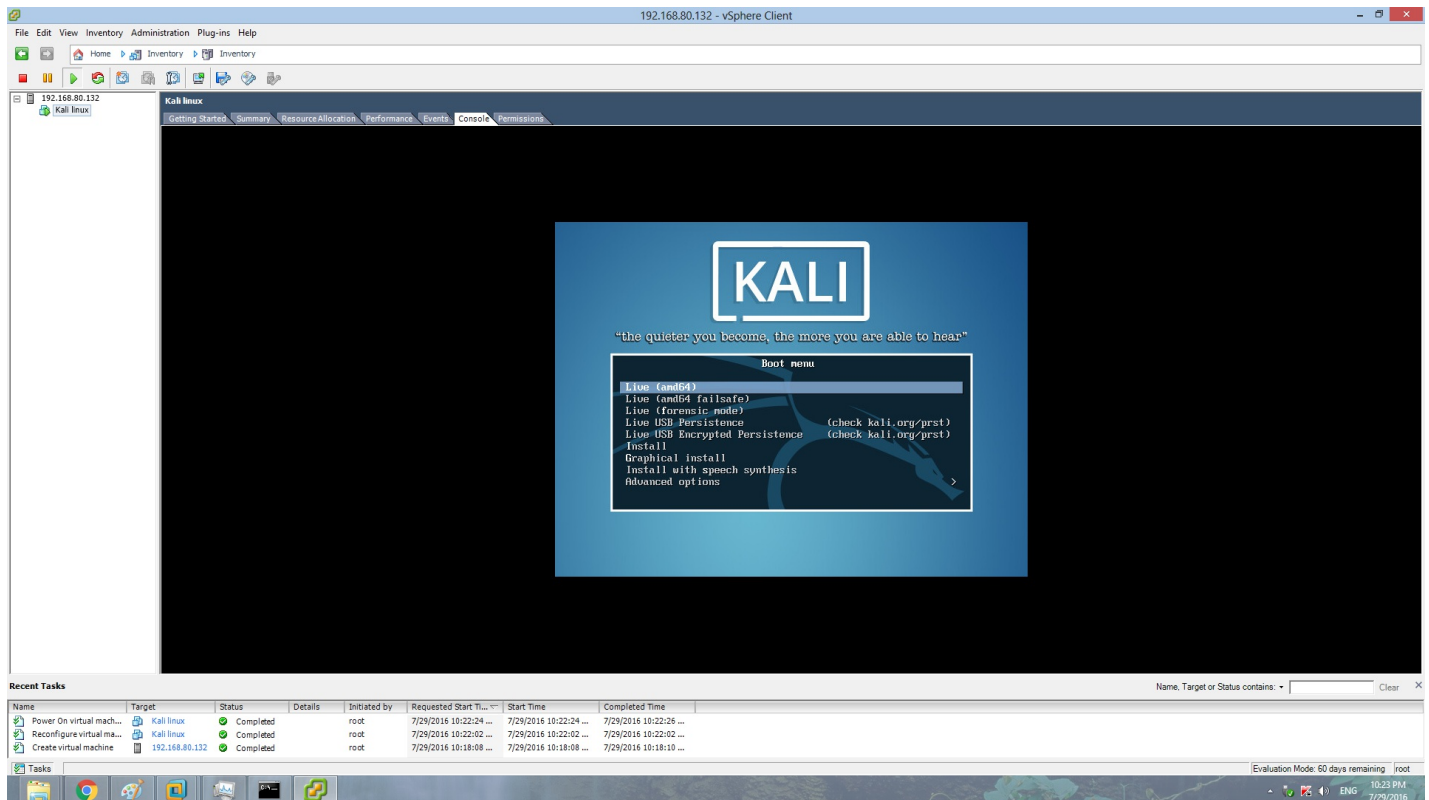 192.168.80.132 - vSphere Client
File Edit View Inventory Administration Plug-ins Help
Home Inventory Inventory
192.168.80.132
Kali linux
Kali linux
Getting Started Summary Resource Allocation Performance Events Console Permissions
KALI
“the quieter you become, the more you are able to hear”
Boot menu
Live (amd64)
Live (amd64 failsafe)
Live (forensic mode)
Live USB Persistence (check kali.org/prst)
Live USB Encrypted Persistence (check kali.org/prst)
Install
Graphical install
Install with speech synthesis
Advanced options >
Recent Tasks
Name, Target or Status contains: Clear
Name Target Status Details Initiated by Requested Start Ti... Start Time Completed Time
Power On virtual mach... Kali linux Completed root 7/29/2016 10:22:24 ... 7/29/2016 10:22:24 ... 7/29/2016 10:22:26 ...
Reconfigure virtual ma... Kali linux Completed root 7/29/2016 10:22:02 ... 7/29/2016 10:22:02 ... 7/29/2016 10:22:02 ...
Create virtual machine 192.168.80.132 Completed root 7/29/2016 10:18:08 ... 7/29/2016 10:18:08 ... 7/29/2016 10:18:10 ...
Tasks
Evaluation Mode: 60 days remaining root
ENG
10:23 PM
7/29/2016